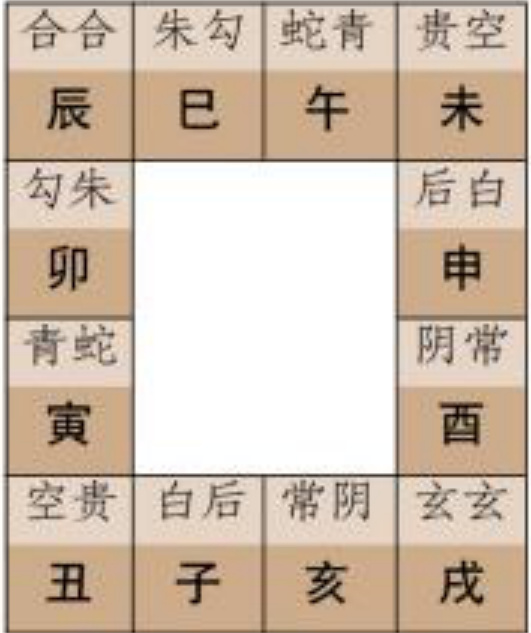 合合 朱勾 蛇青 贵空
辰 巳 午 未
勾朱 后白
卯 申
青蛇 阴常
寅 酉
空贵 白后 常阴 玄玄
丑 子 亥 戌